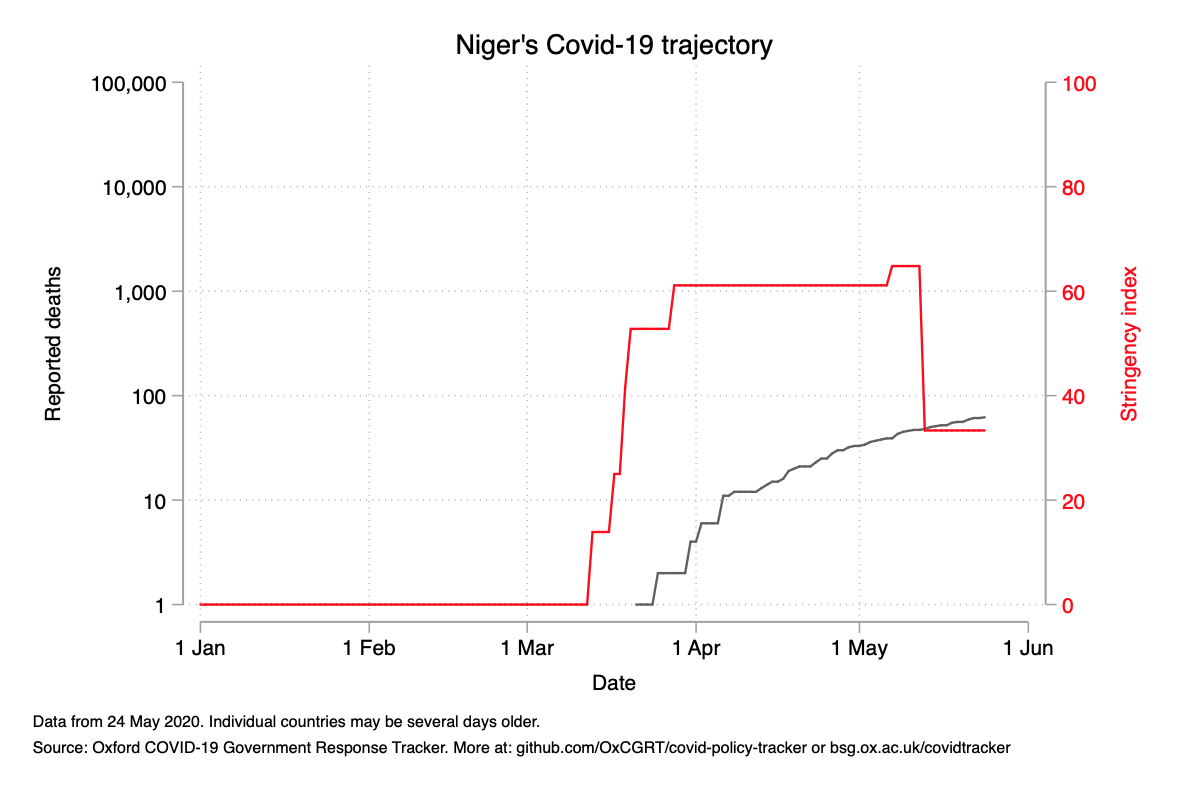 Niger's Covid-19 trajectory
100,000
10,000
1,000
100
10
1
Reported deaths
100
80
60
40
20
0
Stringency index
1 Jan
1 Feb
1 Mar
1 Apr
1 May
1 Jun
Date
Data from 24 May 2020. Individual countries may be several days older.
Source: Oxford COVID-19 Government Response Tracker. More at: github.com/OxCGRT/covid-policy-tracker or bsg.ox.ac.uk/covidtracker